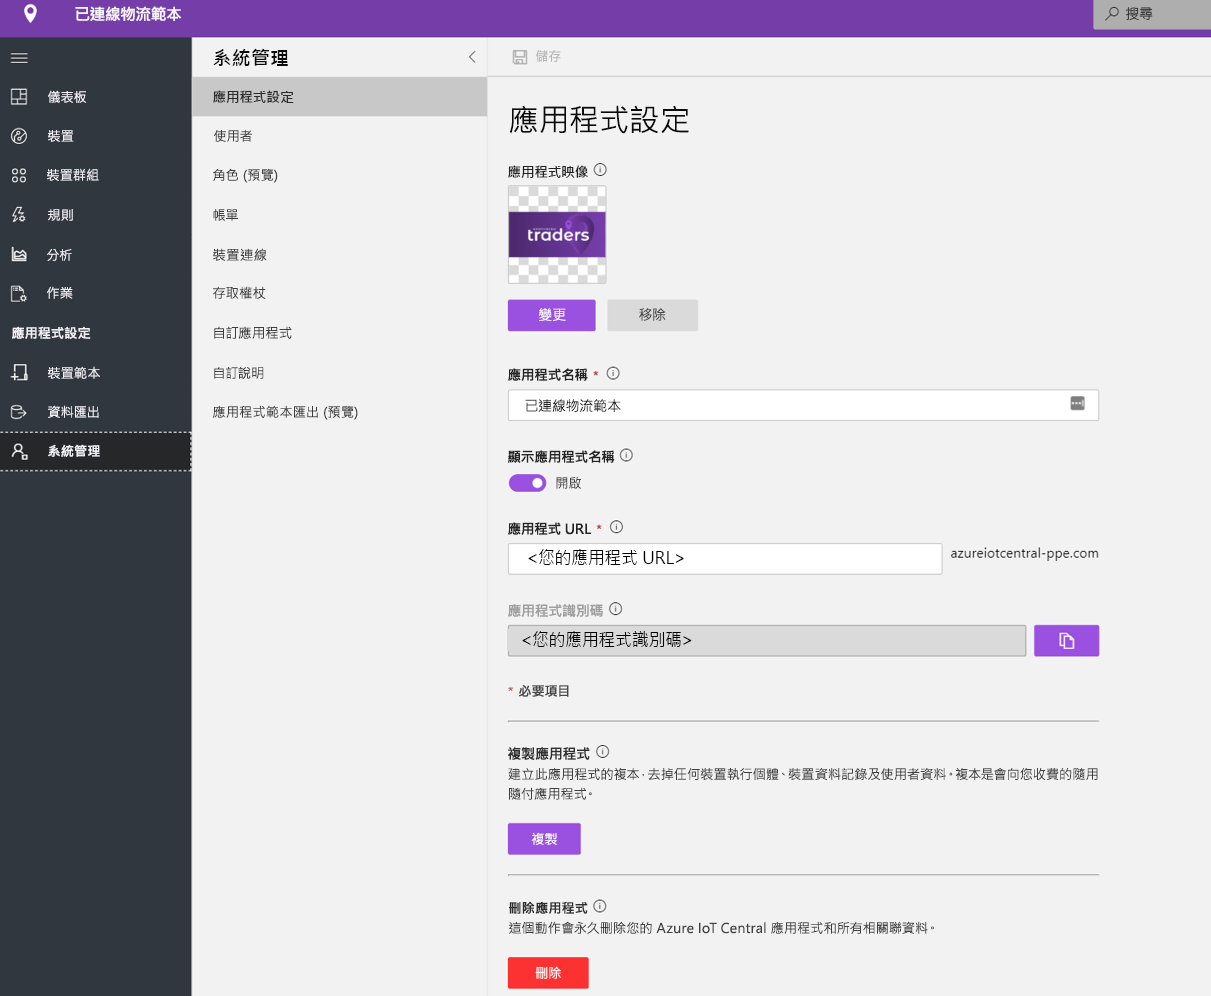 已連線物流範本
搜尋
儀表板
裝置
裝置群組
規則
分析
作業
應用程式設定
裝置範本
資料匯出
系統管理
系統管理
應用程式設定
使用者
角色 (預覽)
帳單
裝置連線
存取權杖
自訂應用程式
自訂說明
應用程式範本匯出 (預覽)
儲存
應用程式設定
應用程式映像
traders
變更
移除
應用程式名稱 *
已連線物流範本
顯示應用程式名稱
開啟
應用程式 URL *
<您的應用程式 URL>
azureiotcentral-ppe.com
應用程式識別碼
<您的應用程式識別碼>
* 必要項目
複製應用程式
建立此應用程式的複本,去掉任何裝置執行個體、裝置資料記錄及使用者資料。複本是會向您收費的隨用
隨付應用程式。
複製
刪除應用程式
這個動作會永久刪除您的 Azure IoT Central 應用程式和所有相關聯資料。
刪除